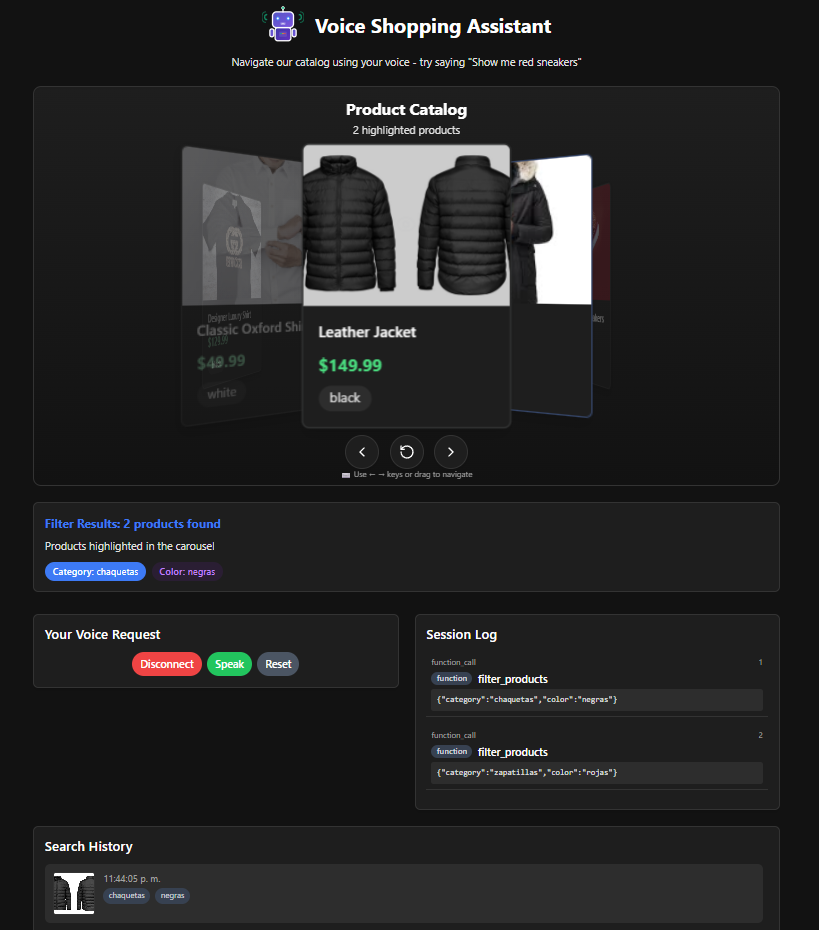 Voice Shopping Assistant
Navigate our catalog using your voice - try saying "Show me red sneakers"
Product Catalog
2 highlighted products
Designer Luxury Shirt
Classic Oxford Shi
$129.99
$49.99
white
Leather Jacket
$149.99
black
akers
Use ← → keys or drag to navigate
Filter Results: 2 products found
Products highlighted in the carousel
Category: chaquetas
Color: negras
Your Voice Request
Disconnect Speak Reset
Session Log
function_call 1
function filter_products
{"category":"chaquetas","color":"negras"}
function_call 2
function filter_products
{"category":"zapatillas","color":"rojas"}
Search History
11:44:05 p. m.
chaquetas negras